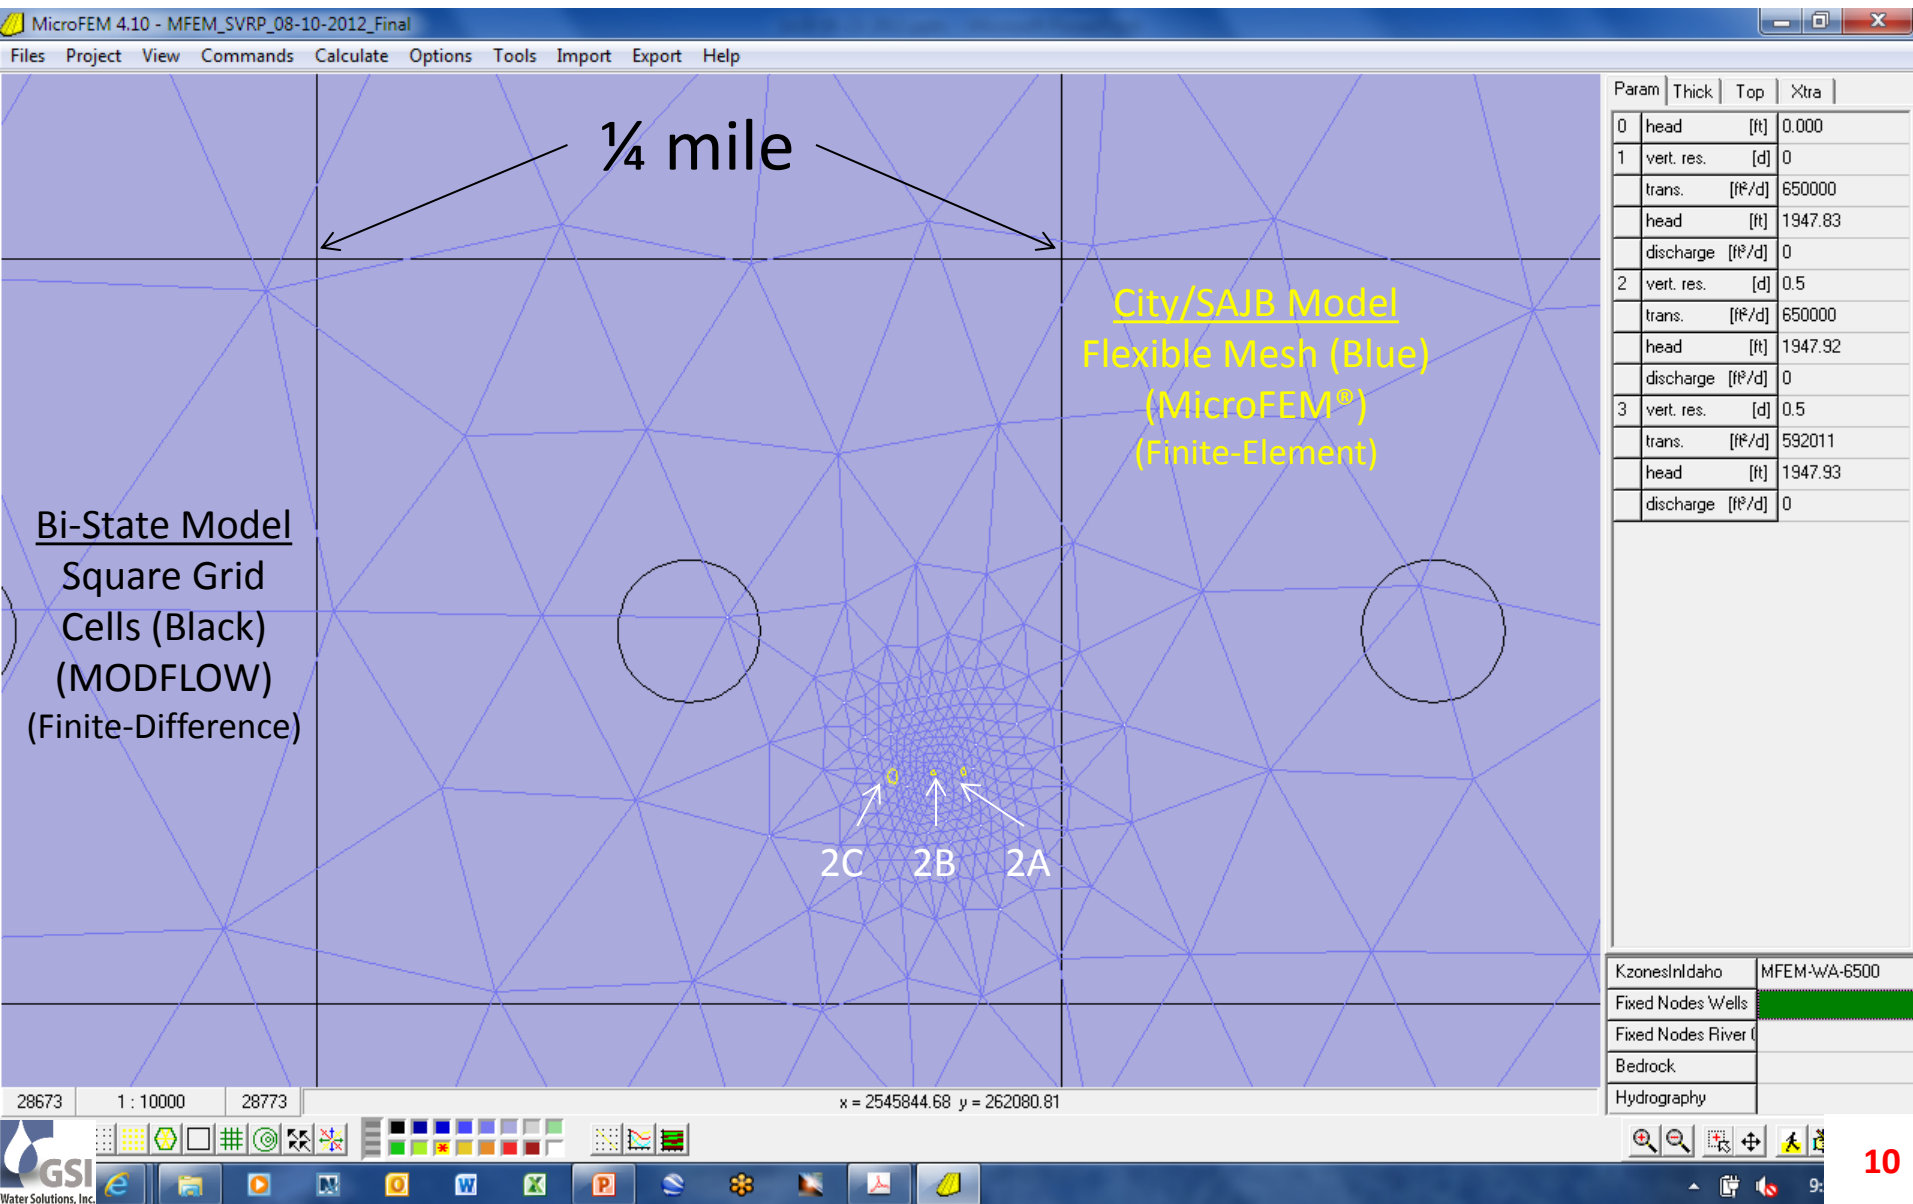 MicroFEM 4.10 - MFEM_SVRP_08-10-2012_Final
Files Project View Commands Calculate Options Tools Import Export Help
¼ mile
City/SAJB Model
Flexible Mesh (Blue)
(MicroFEM®)
(Finite-Element)
Bi-State Model
Square Grid
Cells (Black)
(MODFLOW)
(Finite-Difference)
2C 2B 2A
Param Thick Top Xtra
0 head [ft] 0.000
1 vert. res. [d] 0
trans. [ft²/d] 650000
head [ft] 1947.83
discharge [ft³/d] 0
2 vert. res. [d] 0.5
trans. [ft²/d] 650000
head [ft] 1947.92
discharge [ft³/d] 0
3 vert. res. [d] 0.5
trans. [ft²/d] 592011
head [ft] 1947.93
discharge [ft³/d] 0
KzonesInIdaho MFEM-WA-6500
Fixed Nodes Wells
Fixed Nodes River
Bedrock
Hydrography
28673 1 : 10000 28773 x = 2545844.68 y = 262080.81
GSI
Water Solutions, Inc.
9:
10